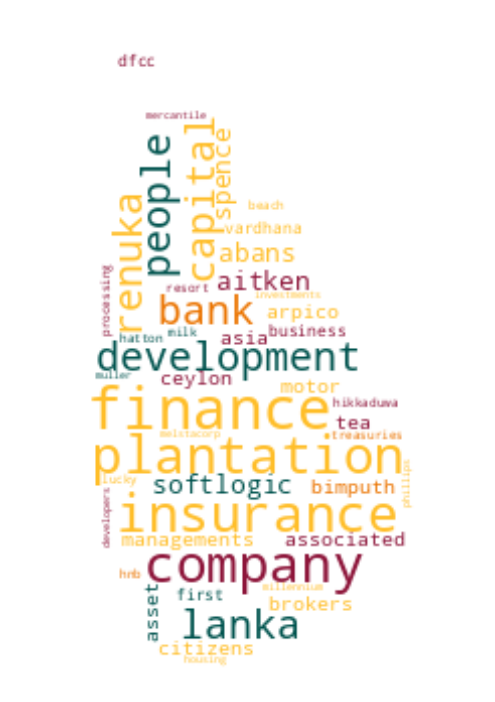 dfcc
mercantile
people
capital
spence
renuka
beach
vardhana
abans
processing
resort
aitken
investments
bank
arpico
hatton
milk
asia
business
development
muller
ceylon
motor
finance
hikkaduwa
tea
melstacorp
treasuries
plantation
phillips
lucky
softlogic
bimputh
developers
insurance
managements
associated
company
hnb
asset
first
millennium
brokers
lanka
citizens
housing